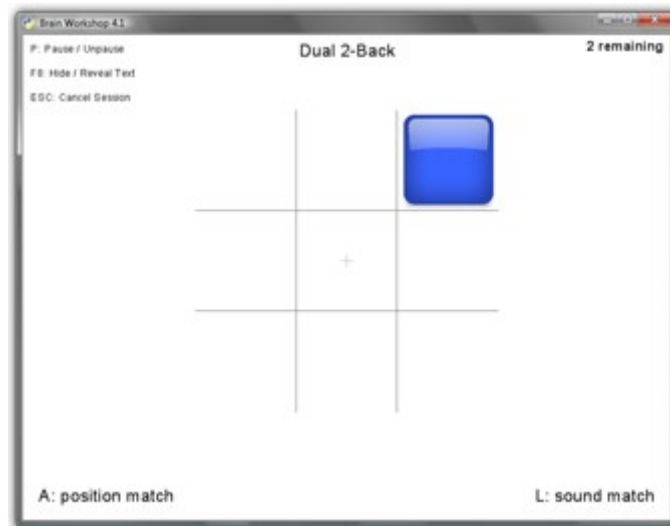 Brain Workshop 4.1
P: Pause / Unpause
Dual 2-Back
2 remaining
F8: Hide / Reveal Text
ESC: Cancel Session
A: position match
L: sound match